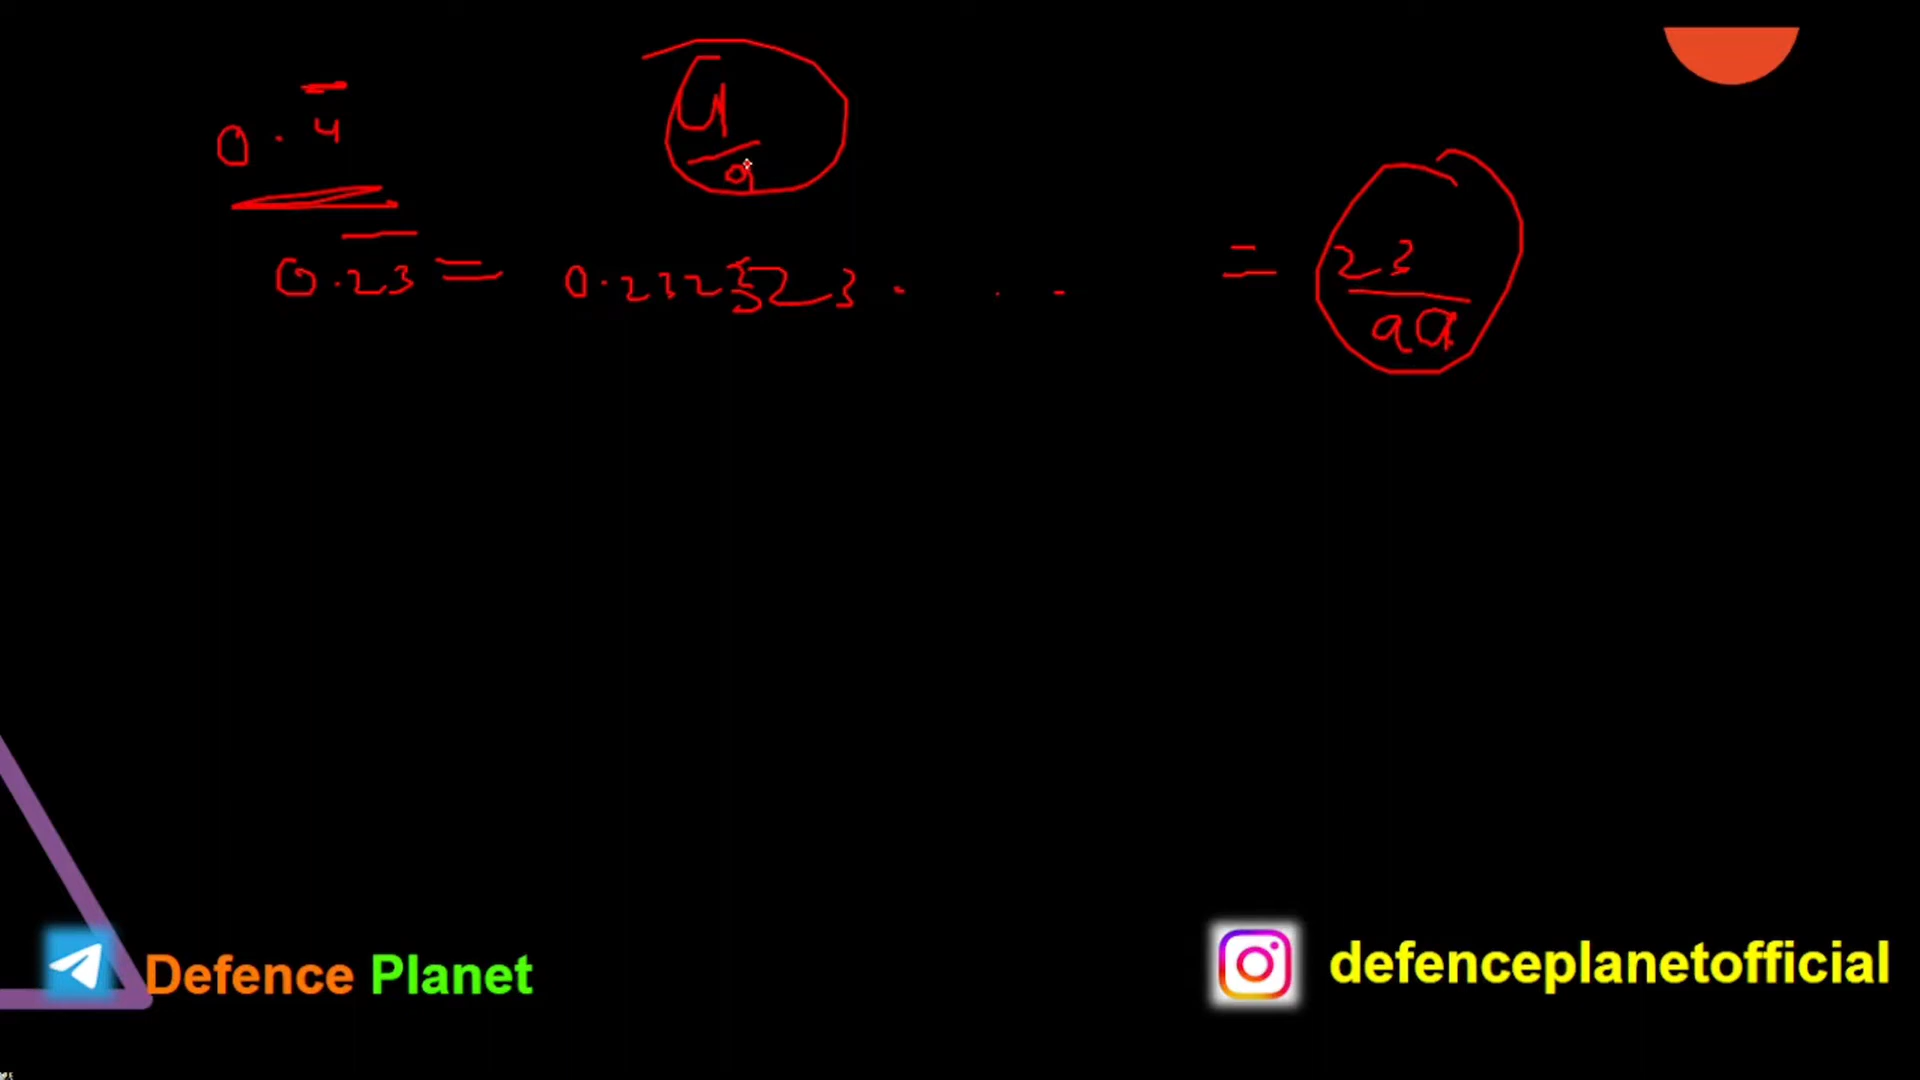 0.4̅ 4/9
0.2̅3̅ = 0.232323. . . = 23/99
Defence Planet
defenceplanetofficial